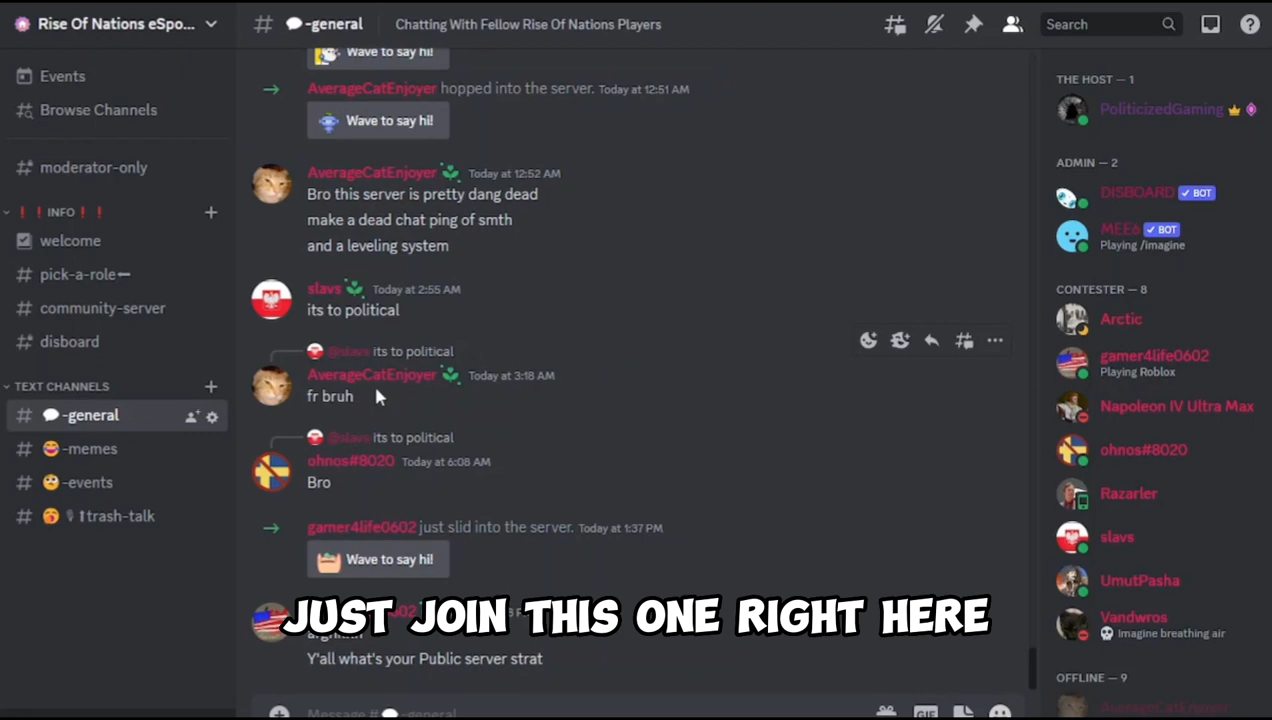 Rise Of Nations eSpo...
-general
Chatting With Fellow Rise Of Nations Players
Search
Events
Browse Channels
moderator-only
INFO
welcome
pick-a-role
community-server
disboard
TEXT CHANNELS
-general
-memes
-events
trash-talk
Wave to say hi!
AverageCatEnjoyer hopped into the server. Today at 12:51 AM
Wave to say hi!
AverageCatEnjoyer Today at 12:52 AM
Bro this server is pretty dang dead
make a dead chat ping of smth
and a leveling system
slavs Today at 2:55 AM
its to political
@slavs its to political
AverageCatEnjoyer Today at 3:18 AM
fr bruh
@slavs its to political
ohnos#8020 Today at 6:08 AM
Bro
gamer4life0602 just slid into the server. Today at 1:37 PM
Wave to say hi!
JUST JOIN THIS ONE RIGHT HERE
Y'all what's your Public server strat
Message #
-general
GIF
THE HOST — 1
PoliticizedGaming
ADMIN — 2
DISBOARD ✓ BOT
MEE6 ✓ BOT
Playing /imagine
CONTESTER — 8
Arctic
gamer4life0602
Playing Roblox
Napoleon IV Ultra Max
ohnos#8020
Razarler
slavs
UmutPasha
Vandwros
Imagine breathing air
OFFLINE — 9
AverageCatEnjoyer